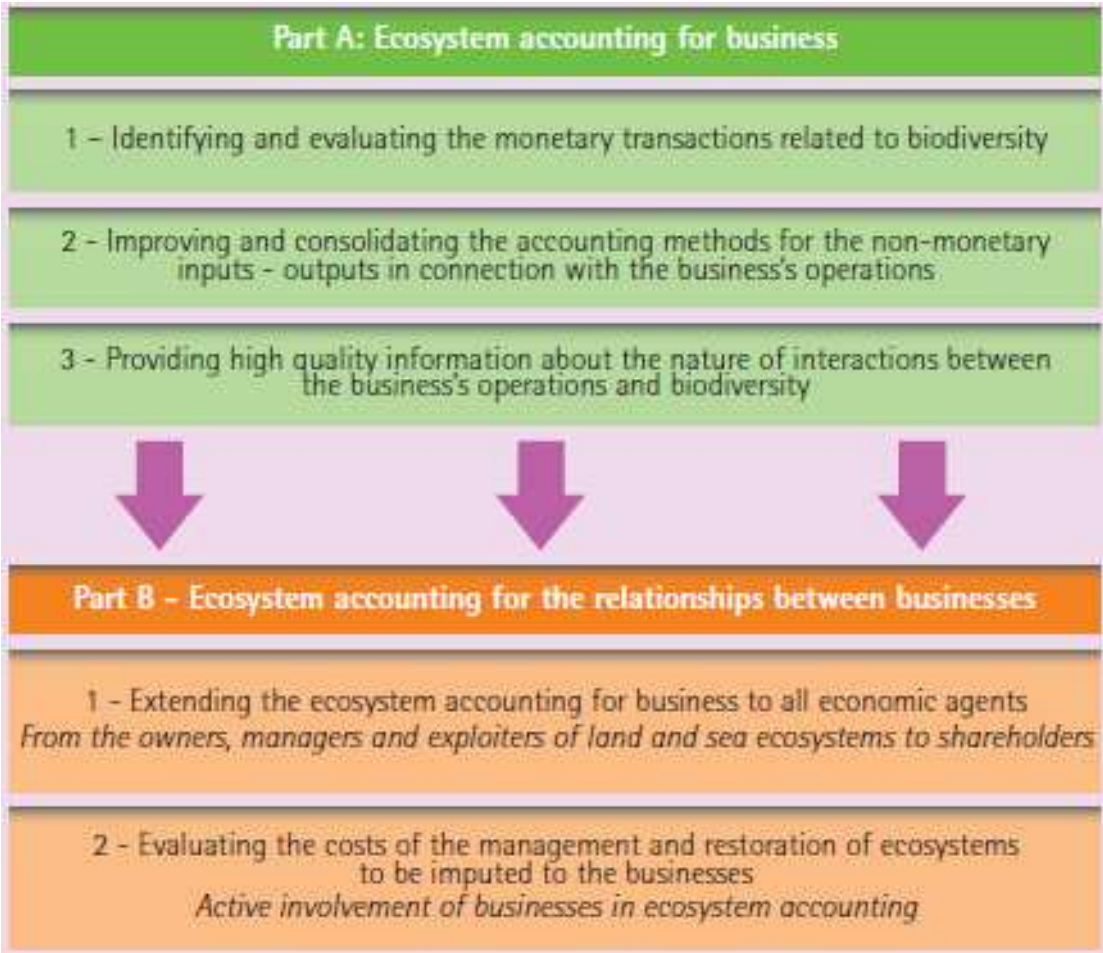 Part A: Ecosystem accounting for business
1 – Identifying and evaluating the monetary transactions related to biodiversity
2 - Improving and consolidating the accounting methods for the non-monetary
inputs - outputs in connection with the business's operations
3 - Providing high quality information about the nature of interactions between
the business's operations and biodiversity
Part B – Ecosystem accounting for the relationships between businesses
1 - Extending the ecosystem accounting for business to all economic agents
From the owners, managers and exploiters of land and sea ecosystems to shareholders
2 - Evaluating the costs of the management and restoration of ecosystems
to be imputed to the businesses
Active involvement of businesses in ecosystem accounting